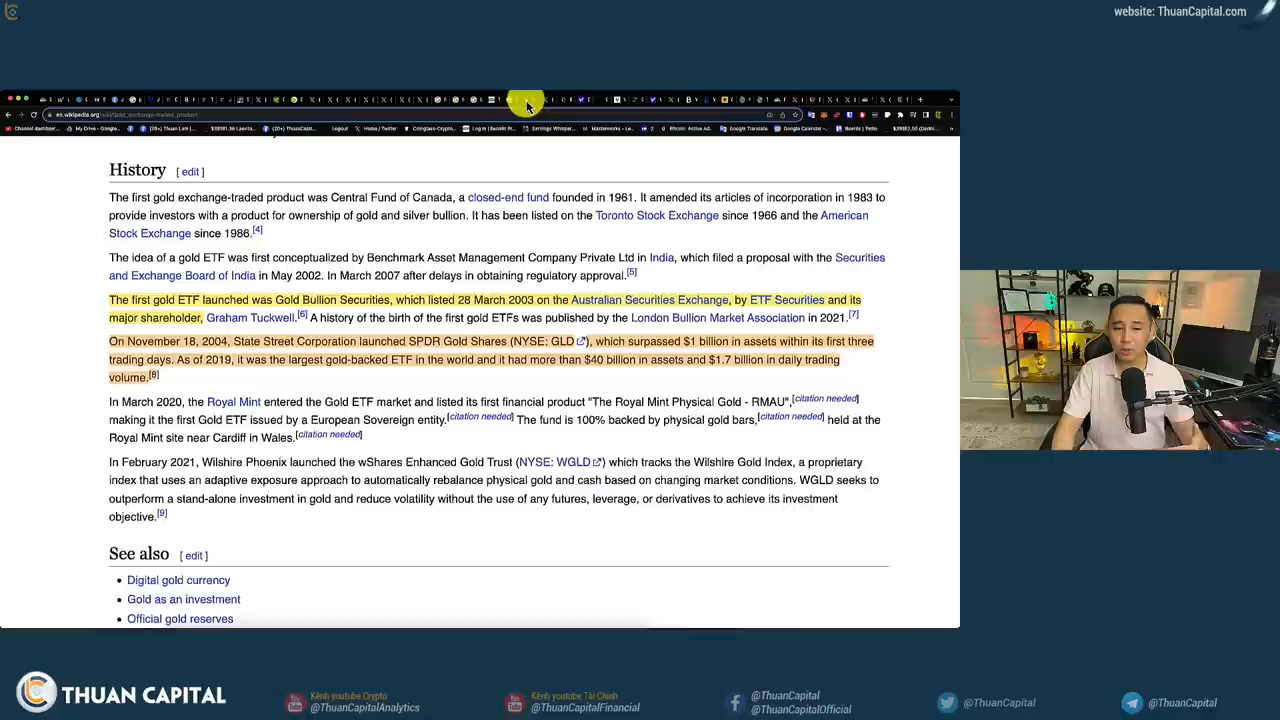 website: ThuanCapital.com
en.wikipedia.org/wiki/Gold_exchange-traded_product
History [ edit ]
The first gold exchange-traded product was Central Fund of Canada, a closed-end fund founded in 1961. It amended its articles of incorporation in 1983 to
provide investors with a product for ownership of gold and silver bullion. It has been listed on the Toronto Stock Exchange since 1966 and the American
Stock Exchange since 1986.[4]
The idea of a gold ETF was first conceptualized by Benchmark Asset Management Company Private Ltd in India, which filed a proposal with the Securities
and Exchange Board of India in May 2002. In March 2007 after delays in obtaining regulatory approval.[5]
The first gold ETF launched was Gold Bullion Securities, which listed 28 March 2003 on the Australian Securities Exchange, by ETF Securities and its
major shareholder, Graham Tuckwell.[6] A history of the birth of the first gold ETFs was published by the London Bullion Market Association in 2021.[7]
On November 18, 2004, State Street Corporation launched SPDR Gold Shares (NYSE: GLD), which surpassed $1 billion in assets within its first three
trading days. As of 2019, it was the largest gold-backed ETF in the world and it had more than $40 billion in assets and $1.7 billion in daily trading
volume.[8]
In March 2020, the Royal Mint entered the Gold ETF market and listed its first financial product "The Royal Mint Physical Gold - RMAU",[citation needed]
making it the first Gold ETF issued by a European Sovereign entity.[citation needed] The fund is 100% backed by physical gold bars,[citation needed] held at the
Royal Mint site near Cardiff in Wales.[citation needed]
In February 2021, Wilshire Phoenix launched the wShares Enhanced Gold Trust (NYSE: WGLD) which tracks the Wilshire Gold Index, a proprietary
index that uses an adaptive exposure approach to automatically rebalance physical gold and cash based on changing market conditions. WGLD seeks to
outperform a stand-alone investment in gold and reduce volatility without the use of any futures, leverage, or derivatives to achieve its investment
objective.[9]
See also [ edit ]
• Digital gold currency
• Gold as an investment
• Official gold reserves
THUAN CAPITAL
Kênh youtube Crypto
@ThuanCapitalAnalytics
Kênh youtube Tài Chính
@ThuanCapitalFinancial
@ThuanCapital
@ThuanCapitalOfficial
@ThuanCapital
@ThuanCapital